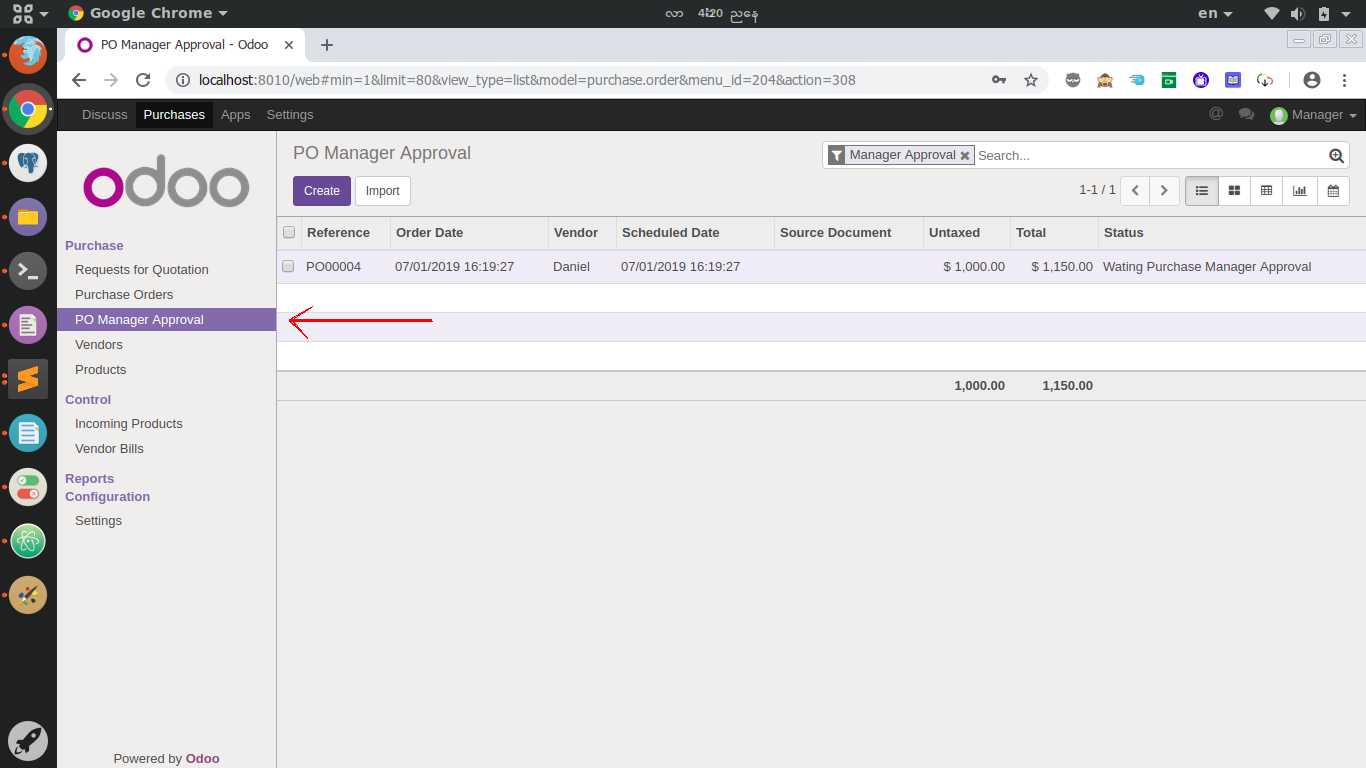 Google Chrome
လာ 4:20 ညနေ
en
PO Manager Approval - Odoo
localhost:8010/web#min=1&limit=80&view_type=list&model=purchase.order&menu_id=204&action=308
Discuss Purchases Apps Settings
@ Manager
odoo
Purchase
Requests for Quotation
Purchase Orders
PO Manager Approval
Vendors
Products
Control
Incoming Products
Vendor Bills
Reports
Configuration
Settings
Powered by Odoo
PO Manager Approval
Manager Approval Search...
Create Import
1-1 / 1
Reference Order Date Vendor Scheduled Date Source Document Untaxed Total Status
PO00004 07/01/2019 16:19:27 Daniel 07/01/2019 16:19:27 $ 1,000.00 $ 1,150.00 Wating Purchase Manager Approval
1,000.00 1,150.00